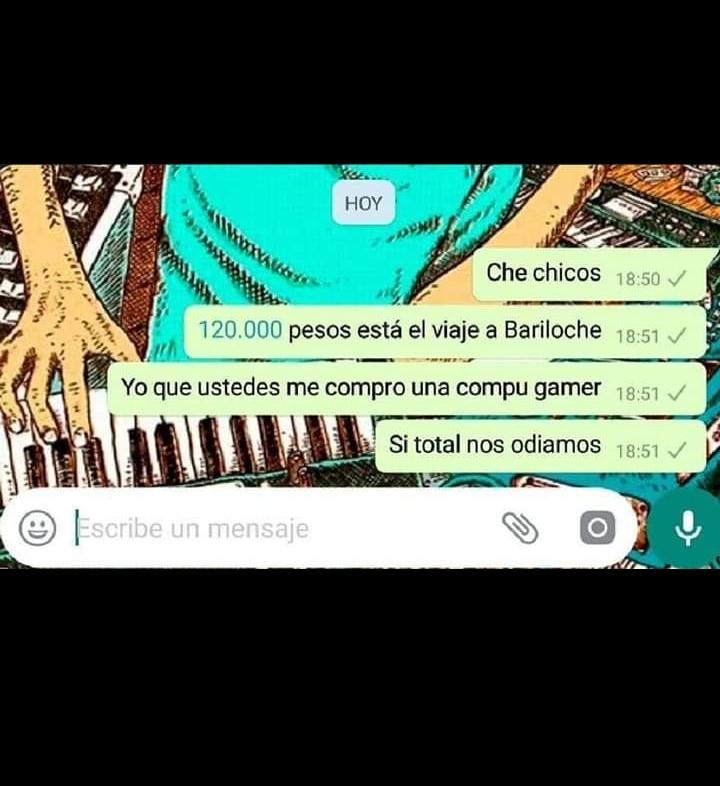 HOY
Che chicos 18:50
120.000 pesos está el viaje a Bariloche 18:51
Yo que ustedes me compro una compu gamer 18:51
Si total nos odiamos 18:51
Escribe un mensaje